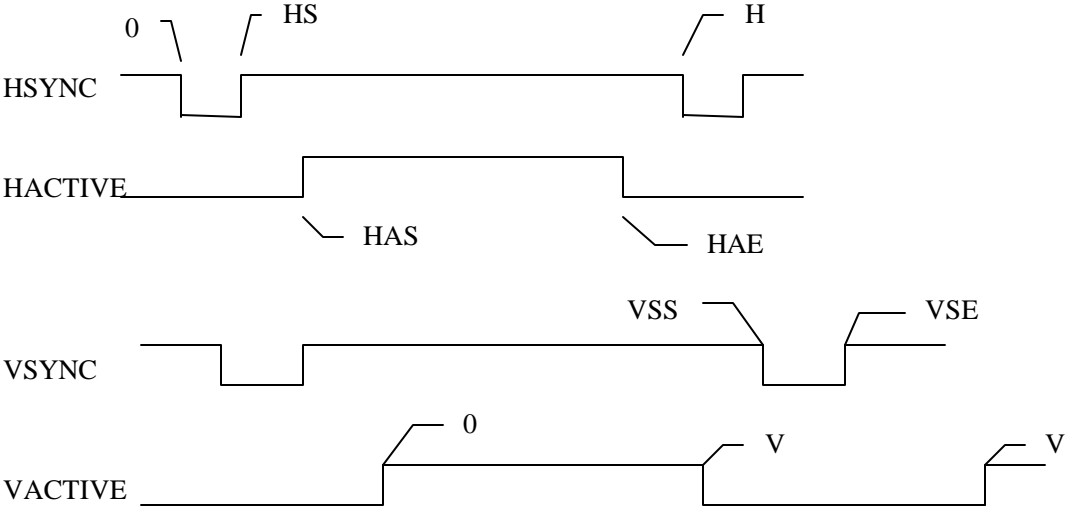 0 HS H
HSYNC
HACTIVE
HAS HAE
VSS VSE
VSYNC
0
V V
VACTIVE